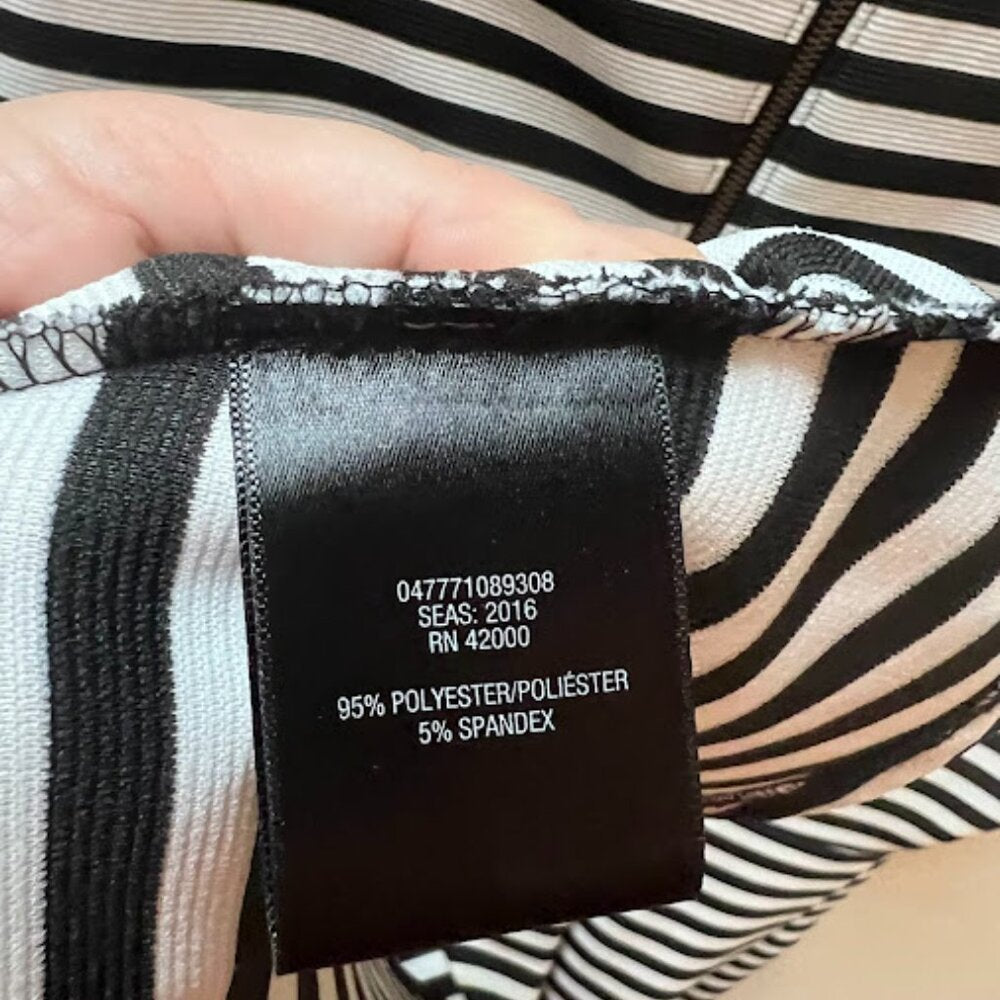 047771089308
SEAS: 2016
RN 42000
95% POLYESTER/POLIÉSTER
5% SPANDEX